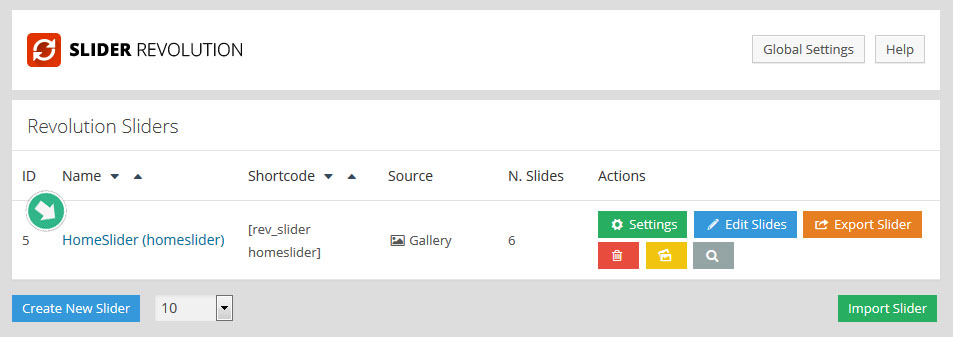 SLIDER REVOLUTION
Global Settings
Help
Revolution Sliders
ID Name Shortcode Source N. Slides Actions
5 HomeSlider (homeslider) [rev_slider homeslider] Gallery 6
Settings Edit Slides Export Slider
Create New Slider 10 Import Slider